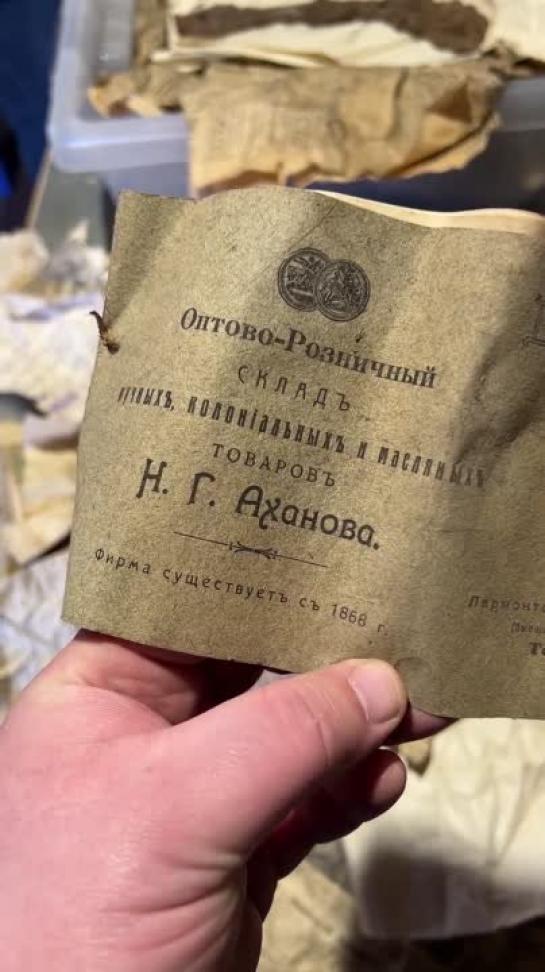 Оптово-Розничный
СКЛАДЪ
колоніальныхъ и масляныхъ
ТОВАРОВЪ
Н. Г. Аханова.
Фирма существуетъ съ 1868 г.